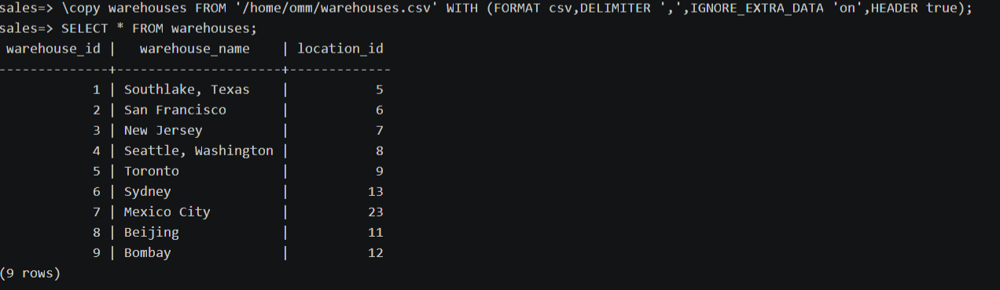 sales=> \copy warehouses FROM '/home/omm/warehouses.csv' WITH (FORMAT csv,DELIMITER ',',IGNORE_EXTRA_DATA 'on',HEADER true);
sales=> SELECT * FROM warehouses;
 warehouse_id |   warehouse_name    | location_id
--------------+---------------------+-------------
            1 | Southlake, Texas    |           5
            2 | San Francisco       |           6
            3 | New Jersey          |           7
            4 | Seattle, Washington |           8
            5 | Toronto             |           9
            6 | Sydney              |          13
            7 | Mexico City         |          23
            8 | Beijing             |          11
            9 | Bombay              |          12
(9 rows)